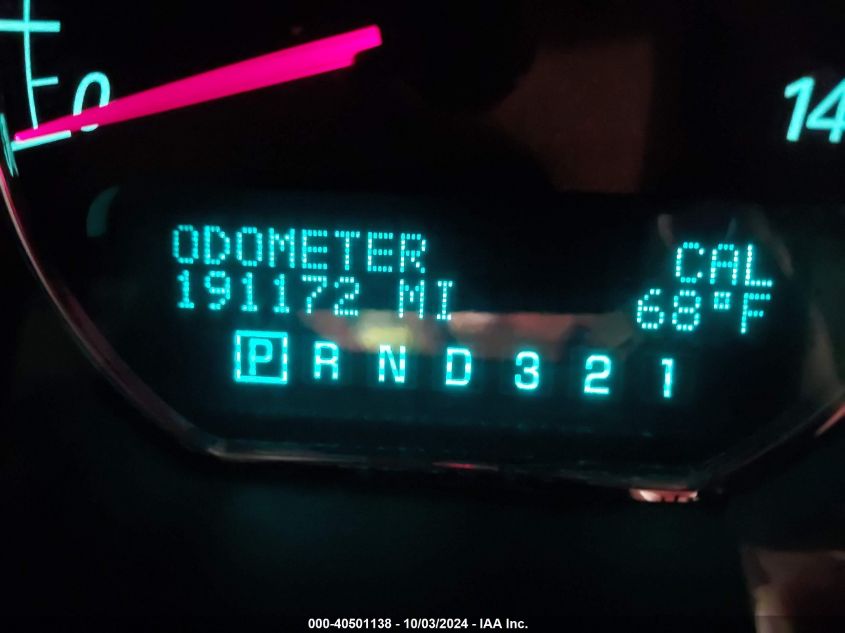 0
14
ODOMETER CAL
191172 MI 68°F
P R N D 3 2 1
000-40501138 - 10/03/2024 - IAA Inc.